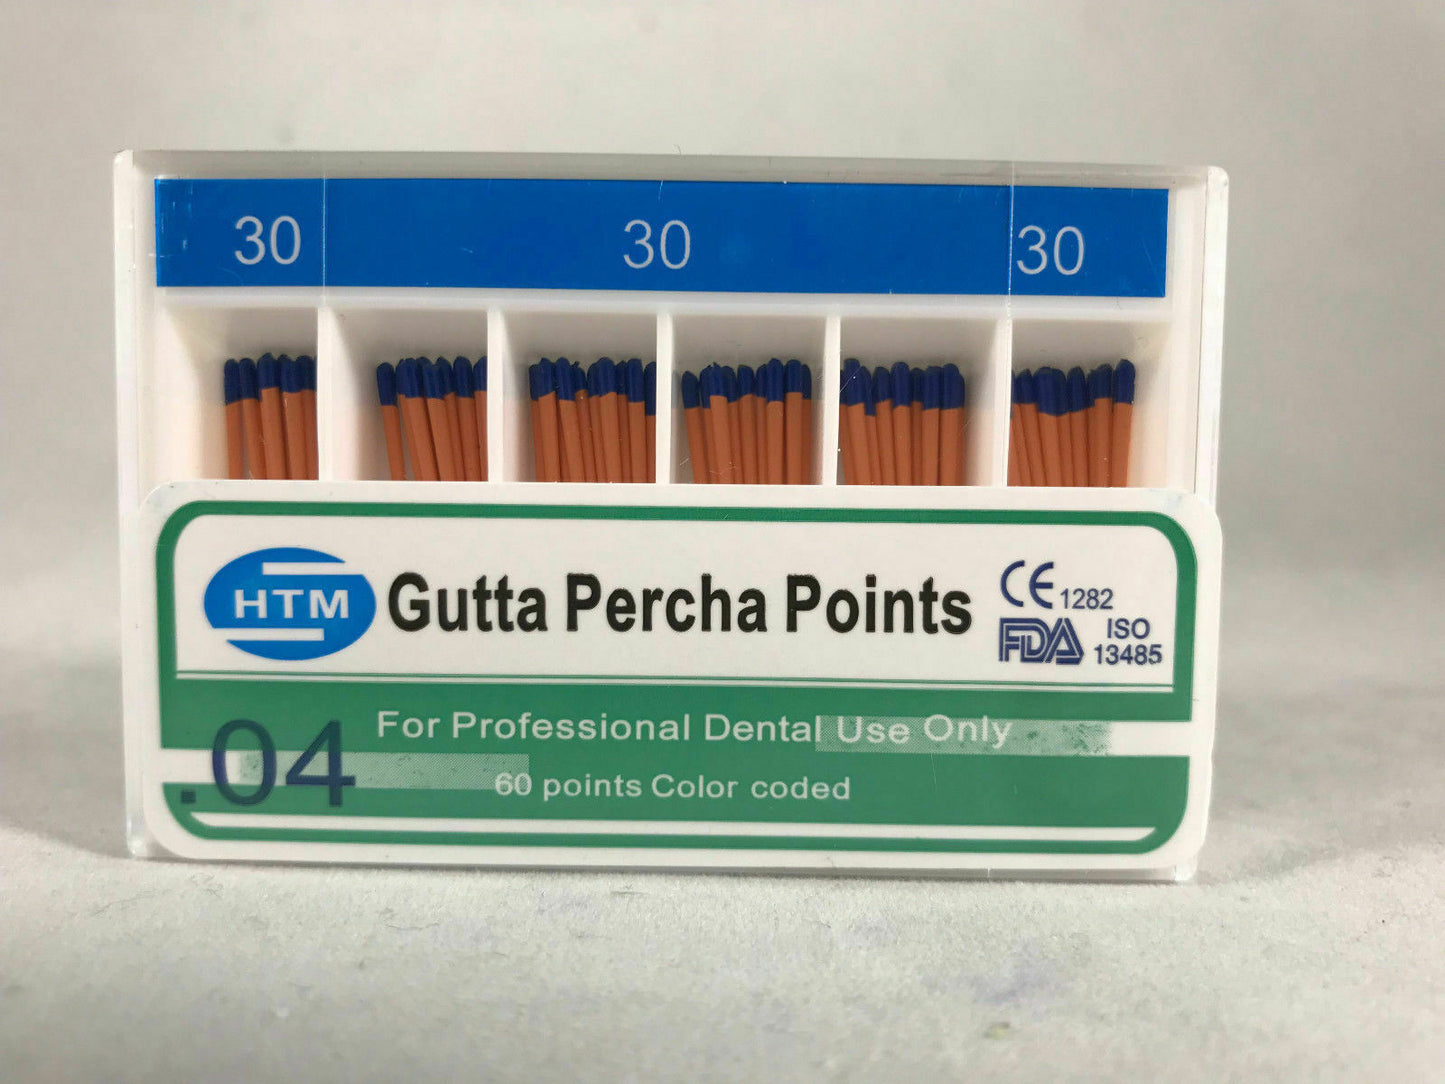 30 30 30
HTM Gutta Percha Points CE 1282
FDA ISO 13485
For Professional Dental Use Only
.04
60 points Color coded